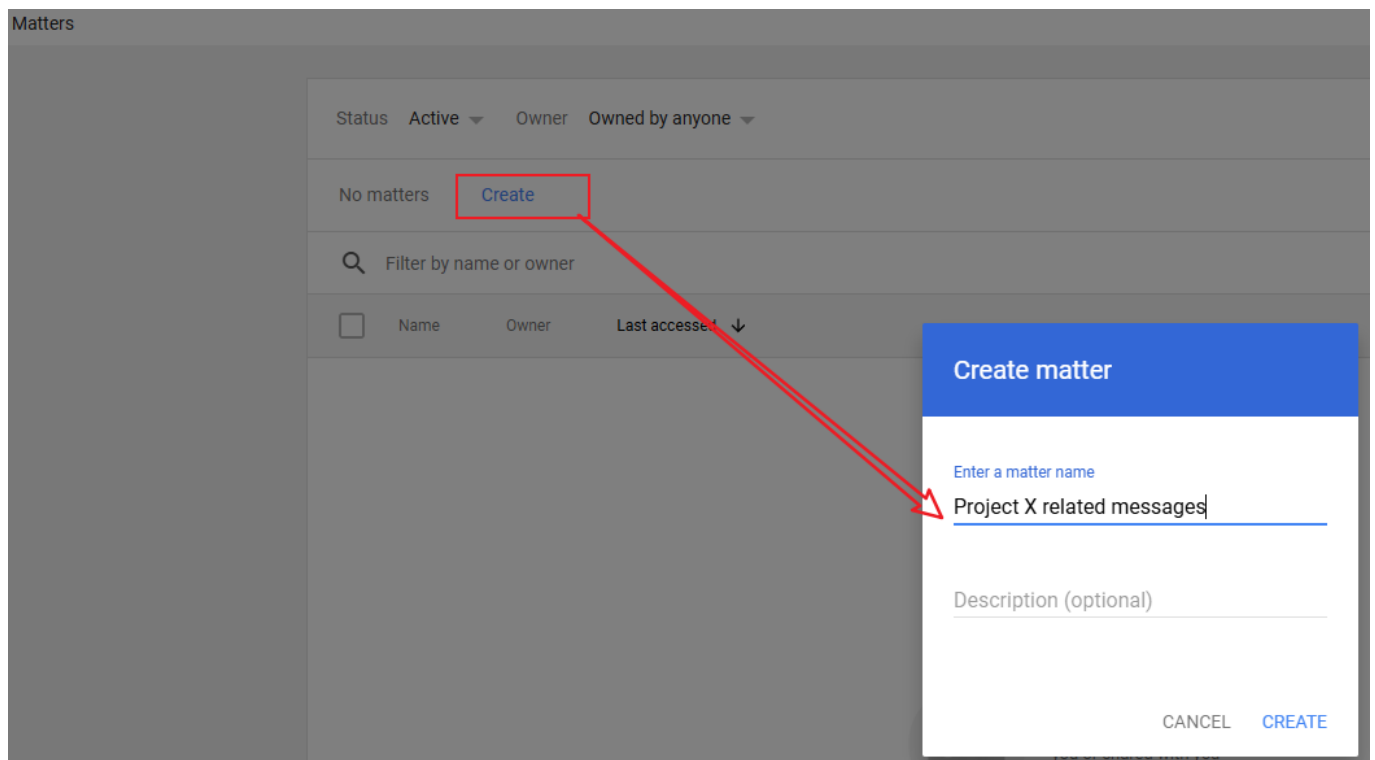 Matters
Status Active Owner Owned by anyone
No matters Create
Filter by name or owner
Name Owner Last accessed
Create matter
Enter a matter name
Project X related messages
Description (optional)
CANCEL CREATE